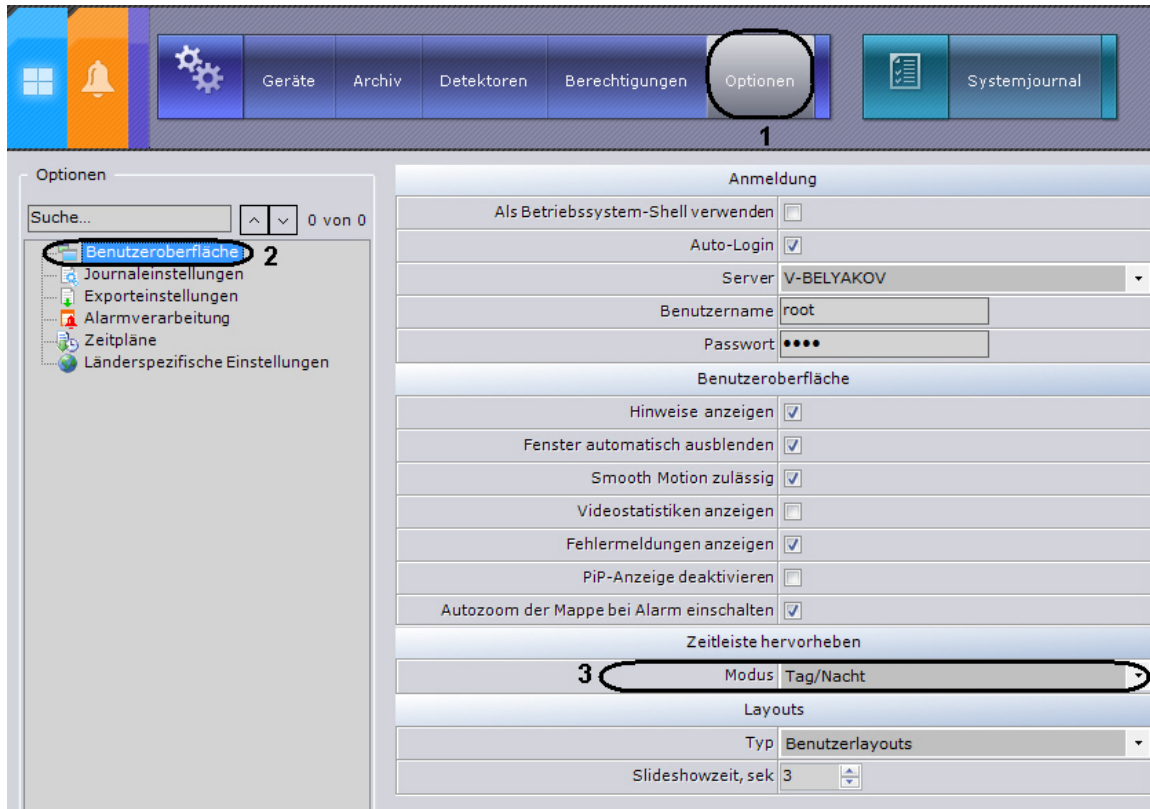 Geräte Archiv Detektoren Berechtigungen Optionen Systemjournal
1
Optionen
Suche... 0 von 0
Benutzeroberfläche 2
Journaleinstellungen
Exporteinstellungen
Alarmverarbeitung
Zeitpläne
Länderspezifische Einstellungen
Anmeldung
Als Betriebssystem-Shell verwenden
Auto-Login
Server V-BELYAKOV
Benutzername root
Passwort ••••
Benutzeroberfläche
Hinweise anzeigen
Fenster automatisch ausblenden
Smooth Motion zulässig
Videostatistiken anzeigen
Fehlermeldungen anzeigen
PiP-Anzeige deaktivieren
Autozoom der Mappe bei Alarm einschalten
Zeitleiste hervorheben
3 Modus Tag/Nacht
Layouts
Typ Benutzerlayouts
Slideshowzeit, sek 3